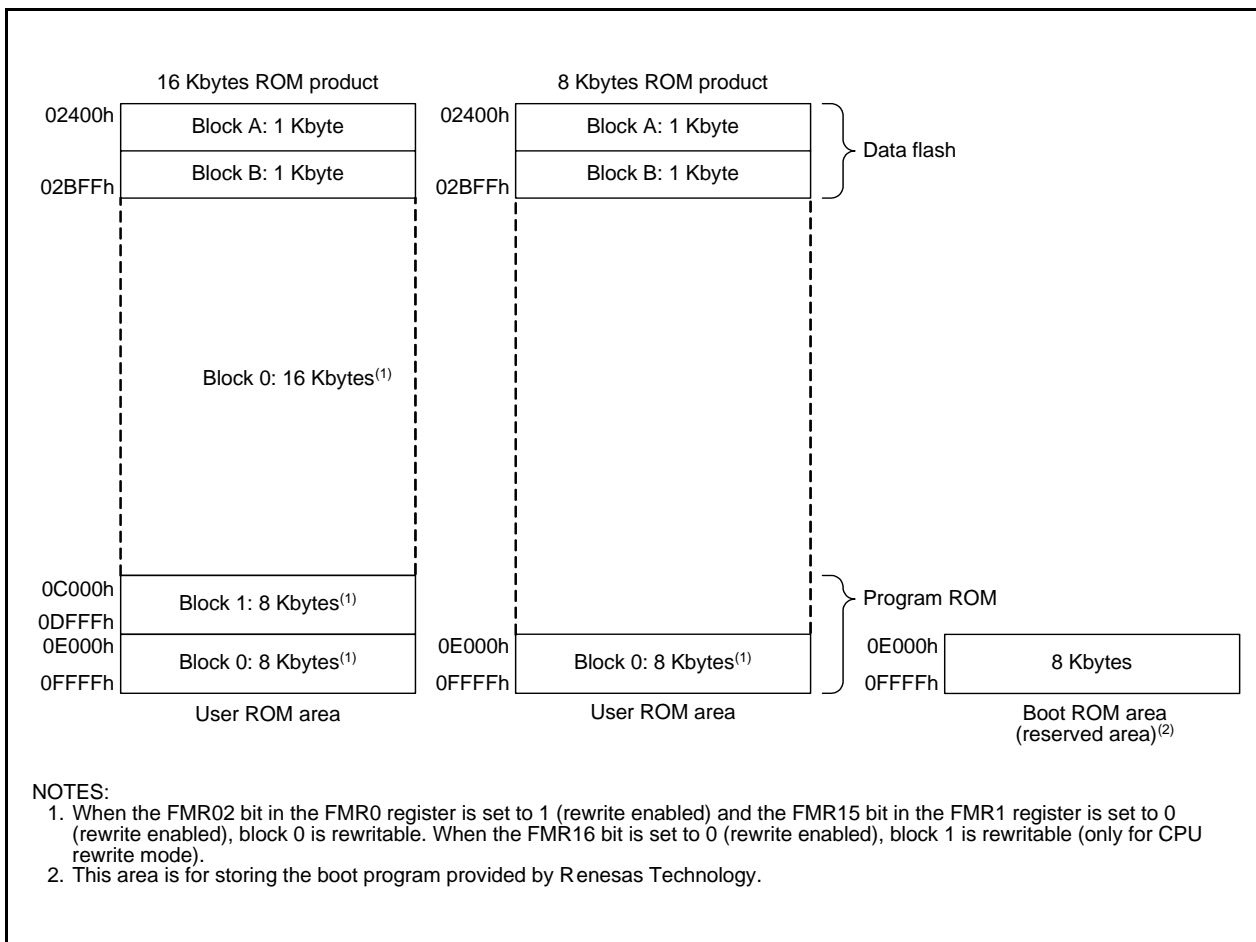 16 Kbytes ROM product
02400h
Block A: 1 Kbyte
Block B: 1 Kbyte
02BFFh
Block 0: 16 Kbytes(1)
0C000h
Block 1: 8 Kbytes(1)
0DFFFh
0E000h
Block 0: 8 Kbytes(1)
0FFFFh
User ROM area
8 Kbytes ROM product
02400h
Block A: 1 Kbyte
Block B: 1 Kbyte
02BFFh
Data flash
Program ROM
0E000h
Block 0: 8 Kbytes(1)
0FFFFh
User ROM area
0E000h
8 Kbytes
0FFFFh
Boot ROM area
(reserved area)(2)
NOTES:
1. When the FMR02 bit in the FMR0 register is set to 1 (rewrite enabled) and the FMR15 bit in the FMR1 register is set to 0
(rewrite enabled), block 0 is rewritable. When the FMR16 bit is set to 0 (rewrite enabled), block 1 is rewritable (only for CPU
rewrite mode).
2. This area is for storing the boot program provided by Renesas Technology.